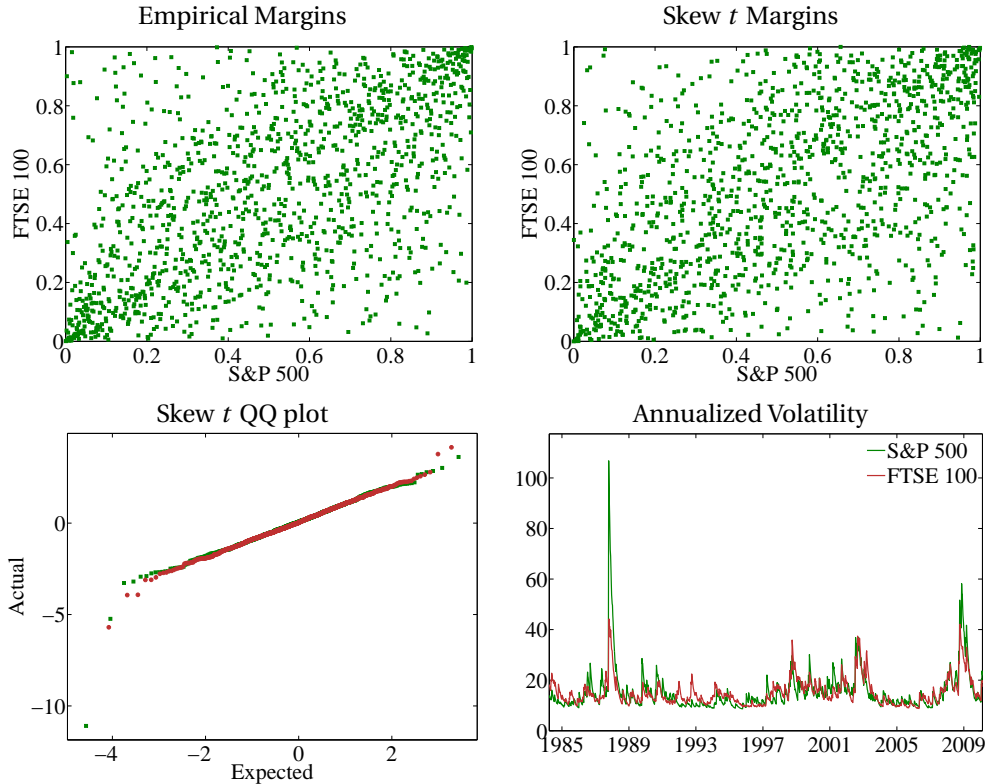 Empirical Margins
1
0.8
0.6
0.4
0.2
0
FTSE 100
0 0.2 0.4 0.6 0.8 1
S&P 500
Skew t Margins
1
0.8
0.6
0.4
0.2
0
FTSE 100
0 0.2 0.4 0.6 0.8 1
S&P 500
Skew t QQ plot
0
−5
−10
Actual
−4 −2 0 2
Expected
Annualized Volatility
S&P 500
FTSE 100
100
80
60
40
20
0
1985 1989 1993 1997 2001 2005 2009